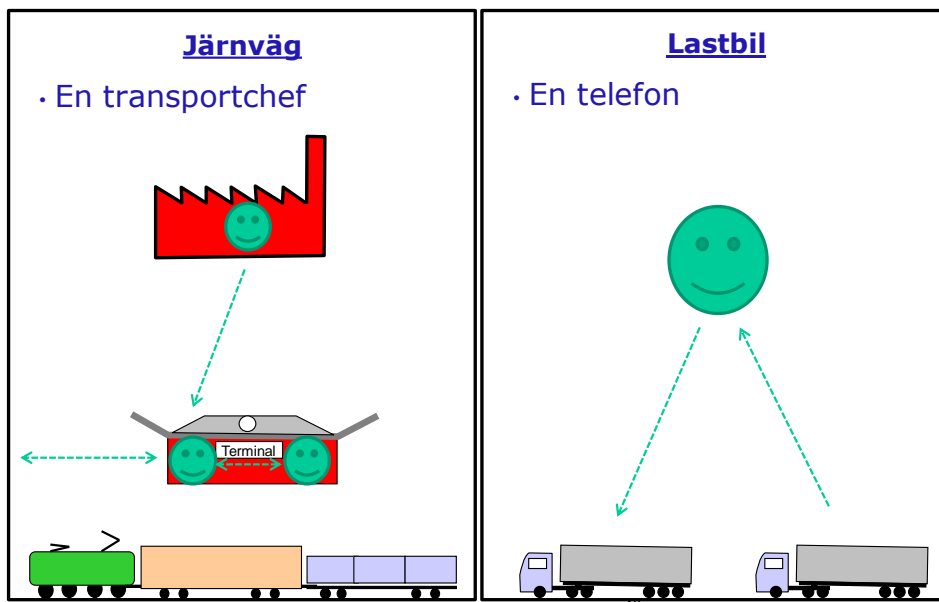 Järnväg
• En transportchef
Terminal
Lastbil
• En telefon